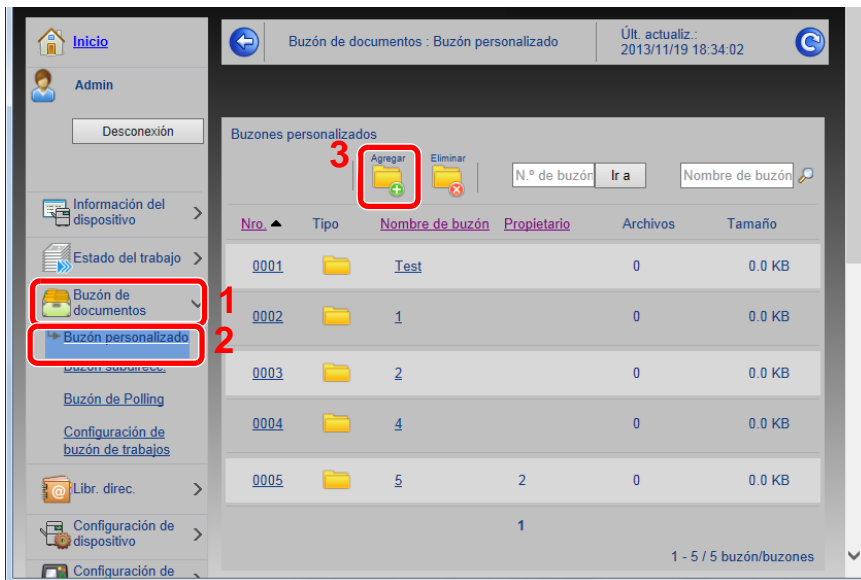 Inicio
Buzón de documentos : Buzón personalizado
Últ. actualiz.:
2013/11/19 18:34:02
Admin
Desconexión
Información del
dispositivo
Estado del trabajo
Buzón de
documentos
1
Buzón personalizado
2
Buzón subdirecc.
Buzón de Polling
Configuración de
buzón de trabajos
Libr. direc.
Configuración de
dispositivo
Configuración de
Buzones personalizados
3
Agregar
Eliminar
N.º de buzón
Ir a
Nombre de buzón
Nro. Tipo Nombre de buzón Propietario Archivos Tamaño
0001 Test 0 0.0 KB
0002 1 0 0.0 KB
0003 2 0 0.0 KB
0004 4 0 0.0 KB
0005 5 2 0 0.0 KB
1
1 - 5 / 5 buzón/buzones